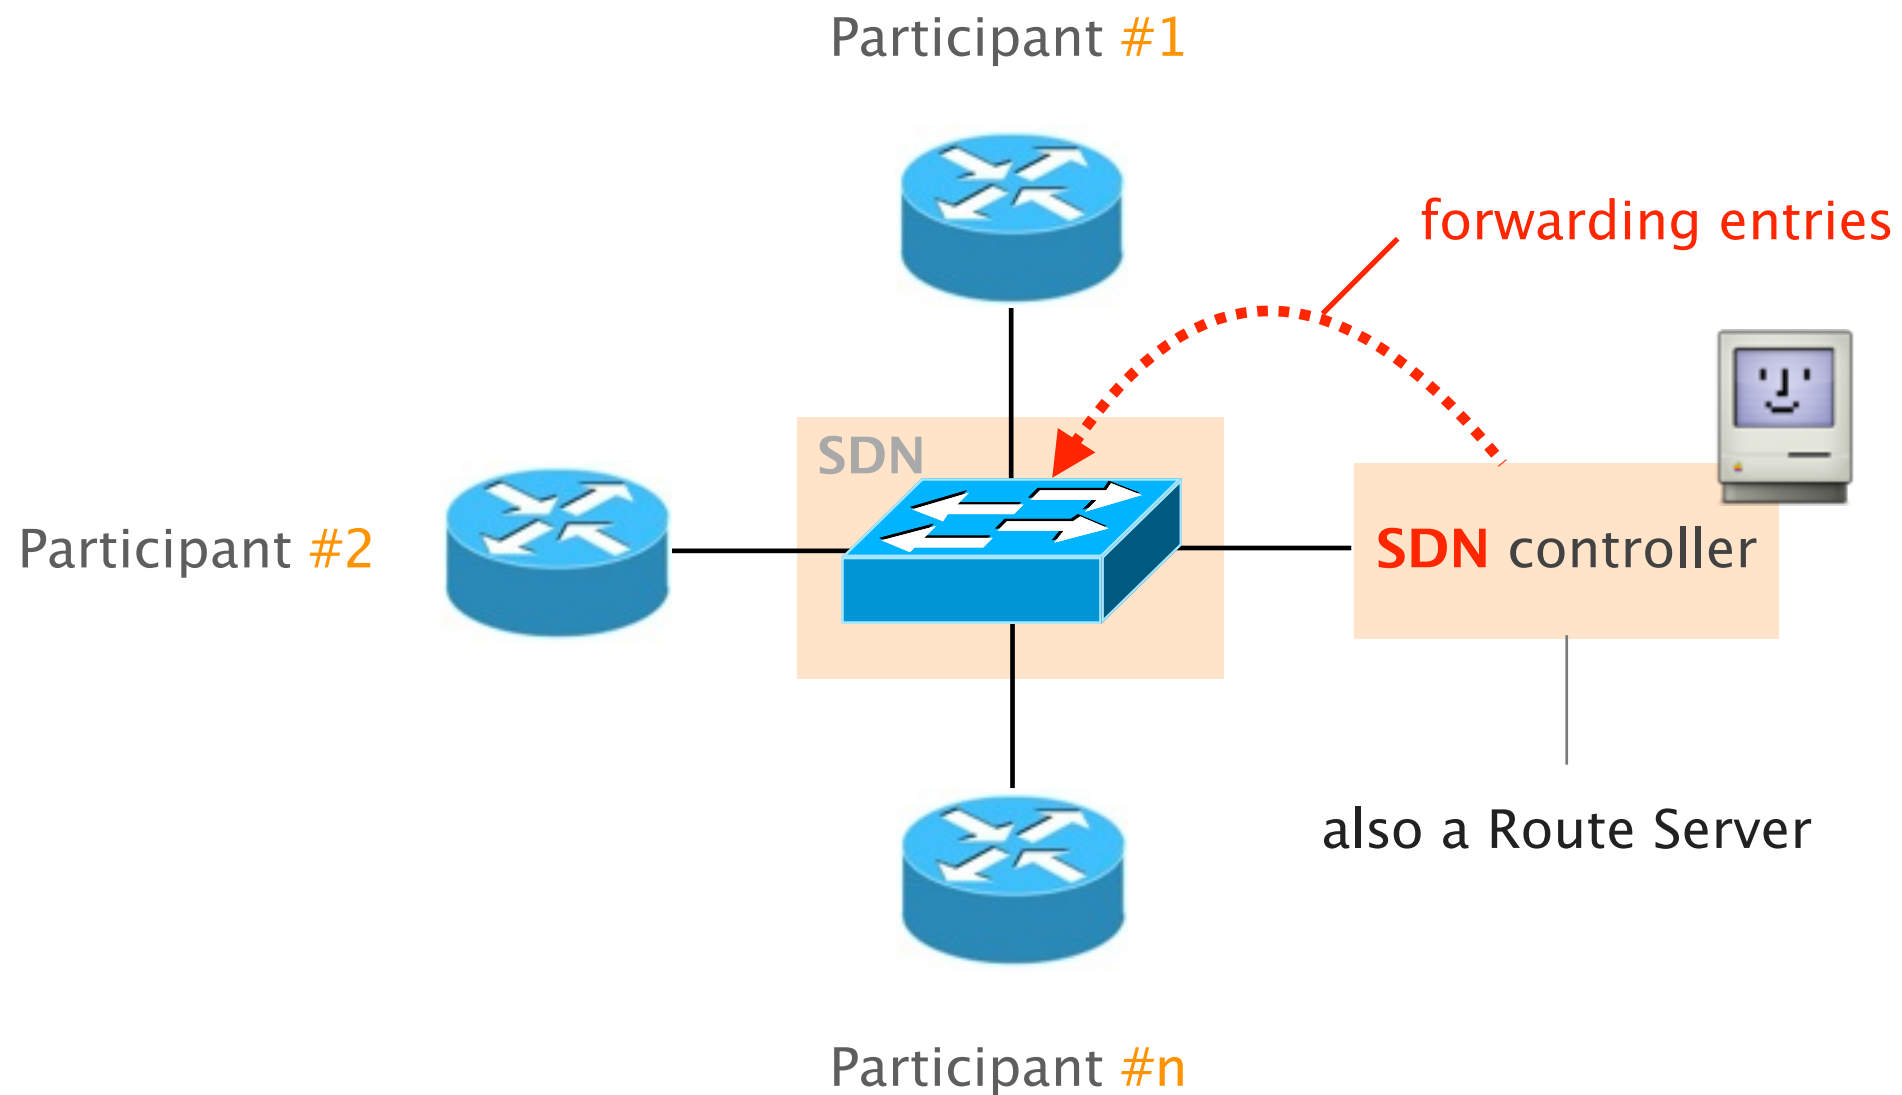 Participant #1
forwarding entries
SDN
Participant #2
SDN controller
also a Route Server
Participant #n